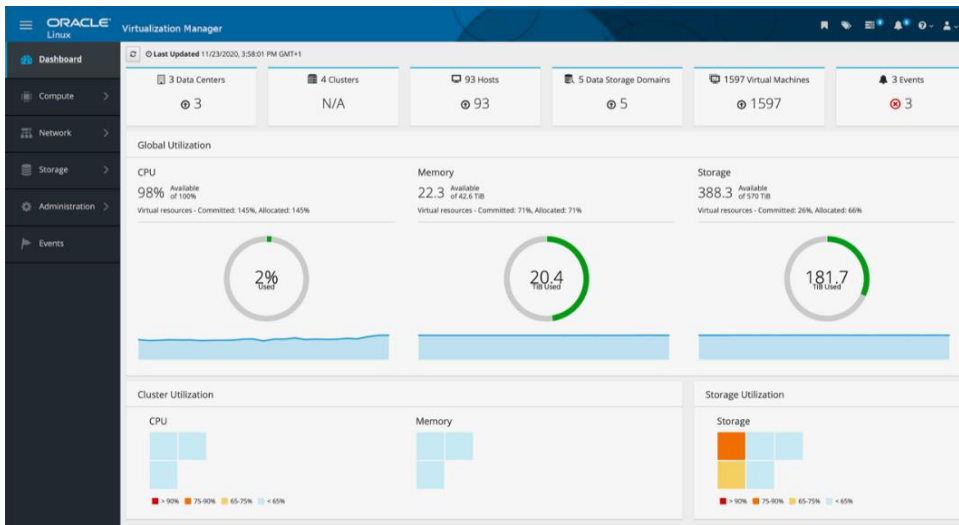 ORACLE
Linux
Virtualization Manager
Dashboard
Compute
Network
Storage
Administration
Events
Last Updated 11/23/2020, 3:58:01 PM GMT+1
3 Data Centers
3
4 Clusters
N/A
93 Hosts
93
5 Data Storage Domains
5
1597 Virtual Machines
1597
3 Events
3
Global Utilization
CPU
98% Available
of 100%
Virtual resources - Committed: 145%, Allocated: 145%
2%
Used
Memory
22.3 Available
of 42.6 TiB
Virtual resources - Committed: 71%, Allocated: 71%
20.4
TiB Used
Storage
388.3 Available
of 570 TiB
Virtual resources - Committed: 26%, Allocated: 66%
181.7
TiB Used
Cluster Utilization
CPU
Memory
> 90% 75-90% 65-75% < 65%
Storage Utilization
Storage
> 90% 75-90% 65-75% < 65%